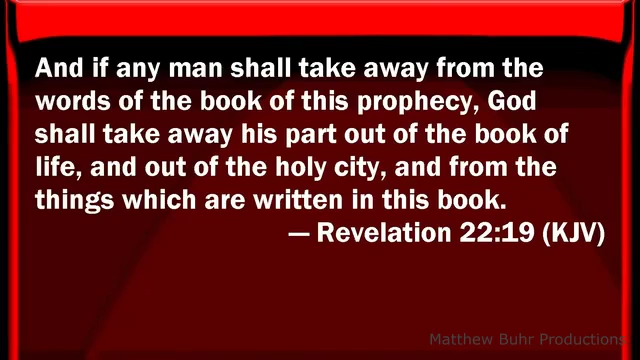 And if any man shall take away from the
words of the book of this prophecy, God
shall take away his part out of the book of
life, and out of the holy city, and from the
things which are written in this book.
— Revelation 22:19 (KJV)
Matthew Buhr Productions